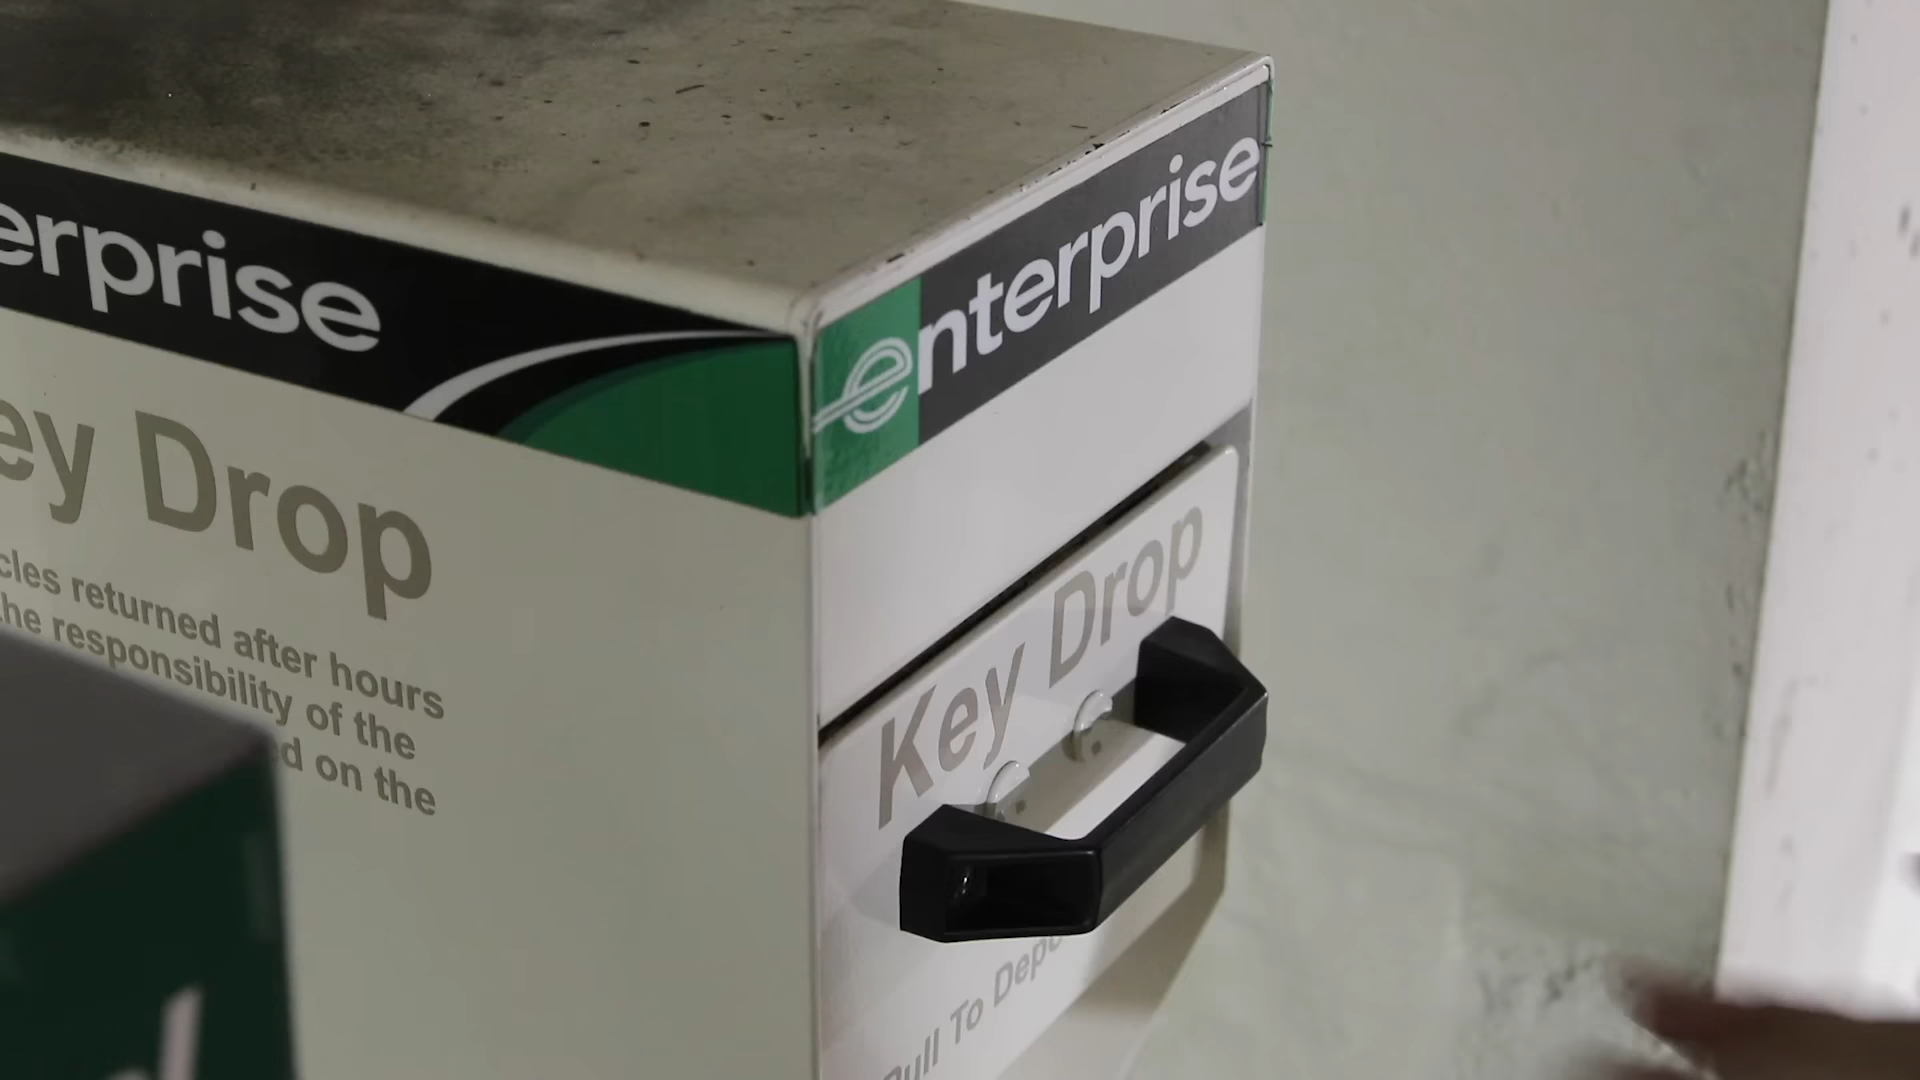 erprise
ey Drop
cles returned after hours
he responsibility of the
ed on the
enterprise
Key Drop
Pull To Depo